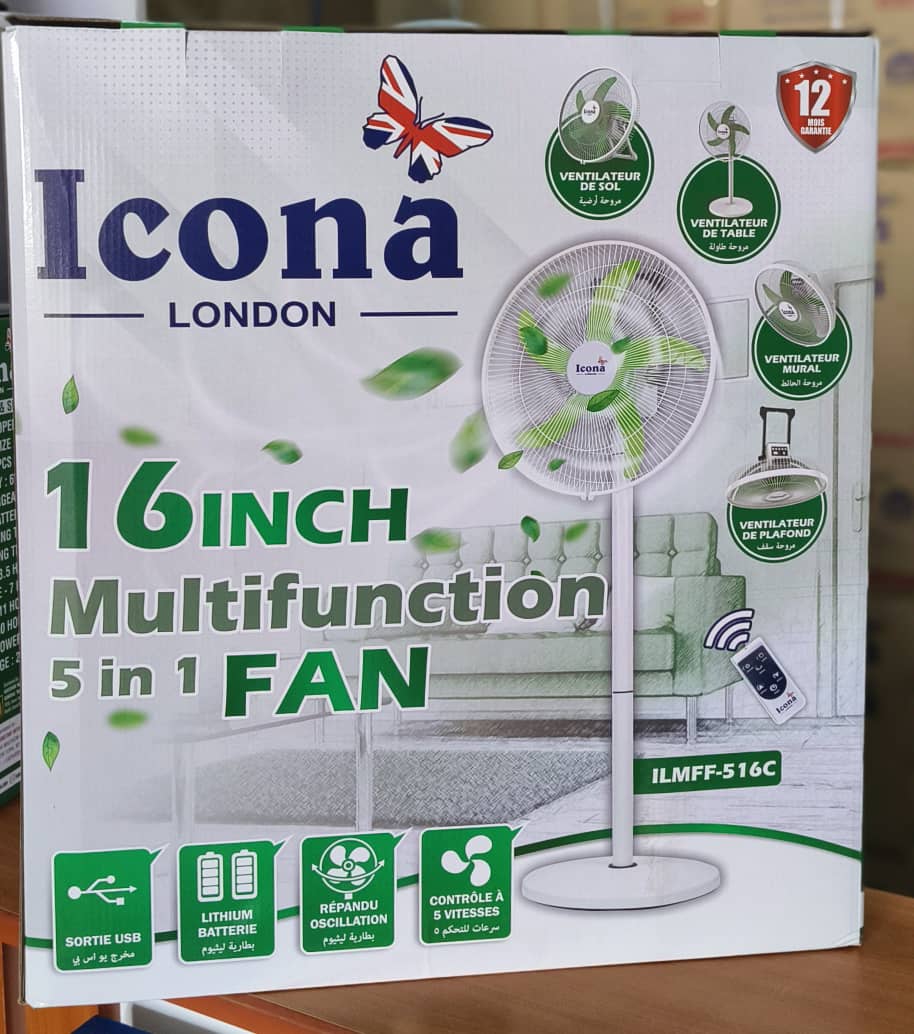 Icona
LONDON
12
MOIS
GARANTIE
VENTILATEUR
DE SOL
مروحة أرضية
VENTILATEUR
DE TABLE
مروحة طاولة
VENTILATEUR
MURAL
مروحة الحائط
VENTILATEUR
DE PLAFOND
مروحة سلف
Icona
16INCH
Multifunction
5 in 1 FAN
Icona
ILMFF-516C
SORTIE USB
مخرج يو اس بي
LITHIUM
BATTERIE
بطارية ليثيوم
RÉPANDU
OSCILLATION
بطارية ليثيوم
CONTRÔLE À
5 VITESSES
سرعات للتحكم ٥